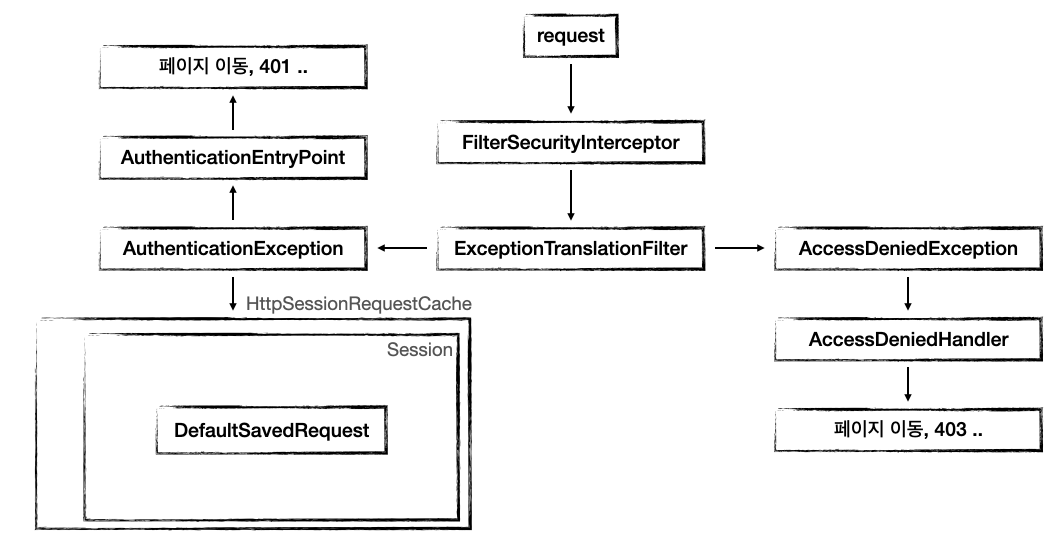 request
페이지 이동, 401 ..
FilterSecurityInterceptor
AuthenticationEntryPoint
AuthenticationException
ExceptionTranslationFilter
AccessDeniedException
HttpSessionRequestCache
Session
AccessDeniedHandler
DefaultSavedRequest
페이지 이동, 403 ..